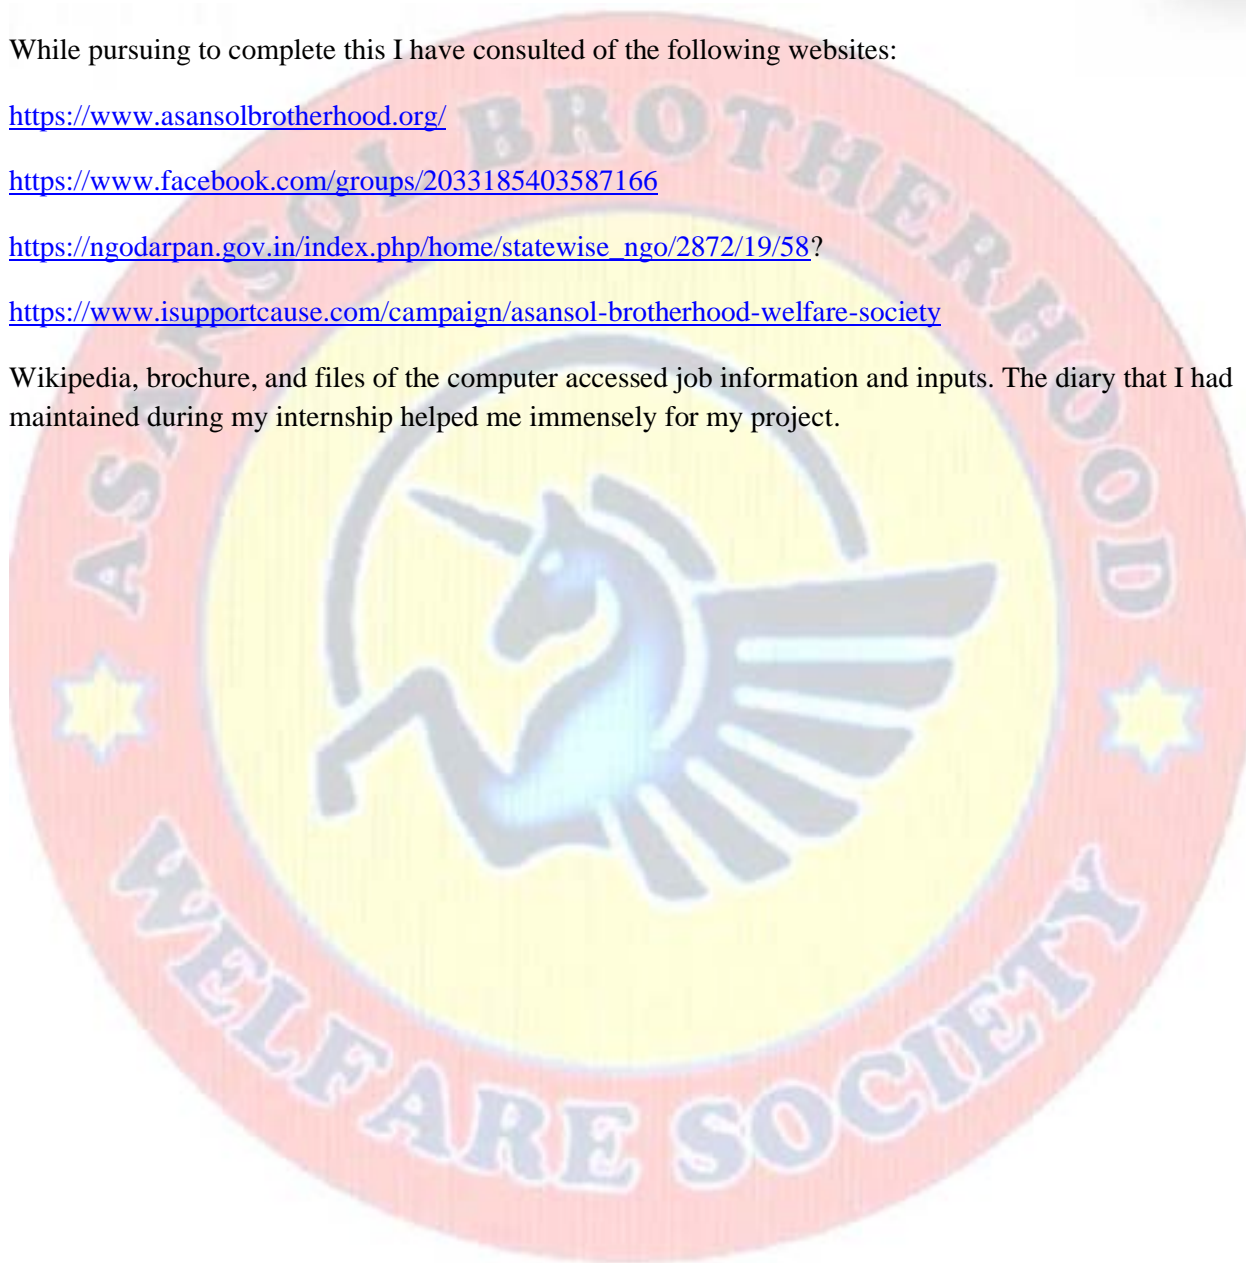 While pursuing to complete this I have consulted of the following websites:
https://www.asansolbrotherhood.org/
https://www.facebook.com/groups/2033185403587166
https://ngodarpan.gov.in/index.php/home/statewise_ngo/2872/19/58?
https://www.isupportcause.com/campaign/asansol-brotherhood-welfare-society
Wikipedia, brochure, and files of the computer accessed job information and inputs. The diary that I had
maintained during my internship helped me immensely for my project.
ASANSOL BROTHERHOOD
WELFARE SOCIETY